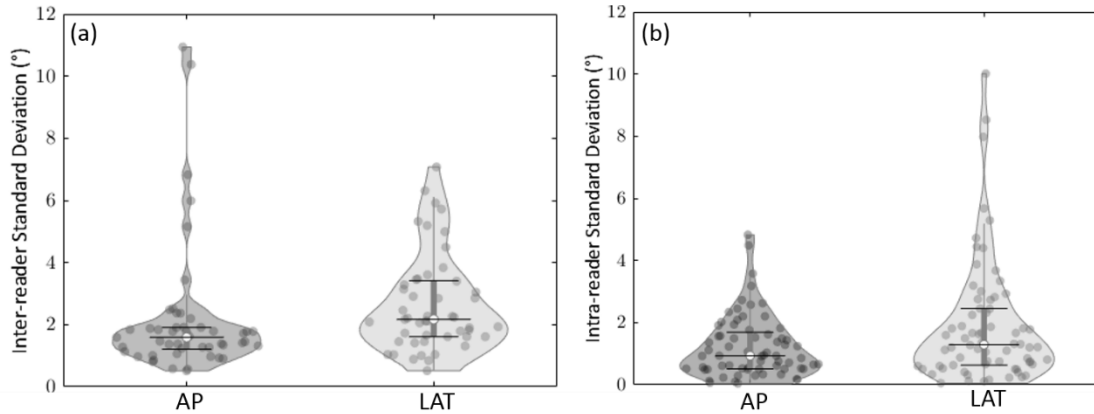 (a)
Inter-reader Standard Deviation (°)
12
10
8
6
4
2
0
AP LAT
(b)
Intra-reader Standard Deviation (°)
12
10
8
6
4
2
0
AP LAT